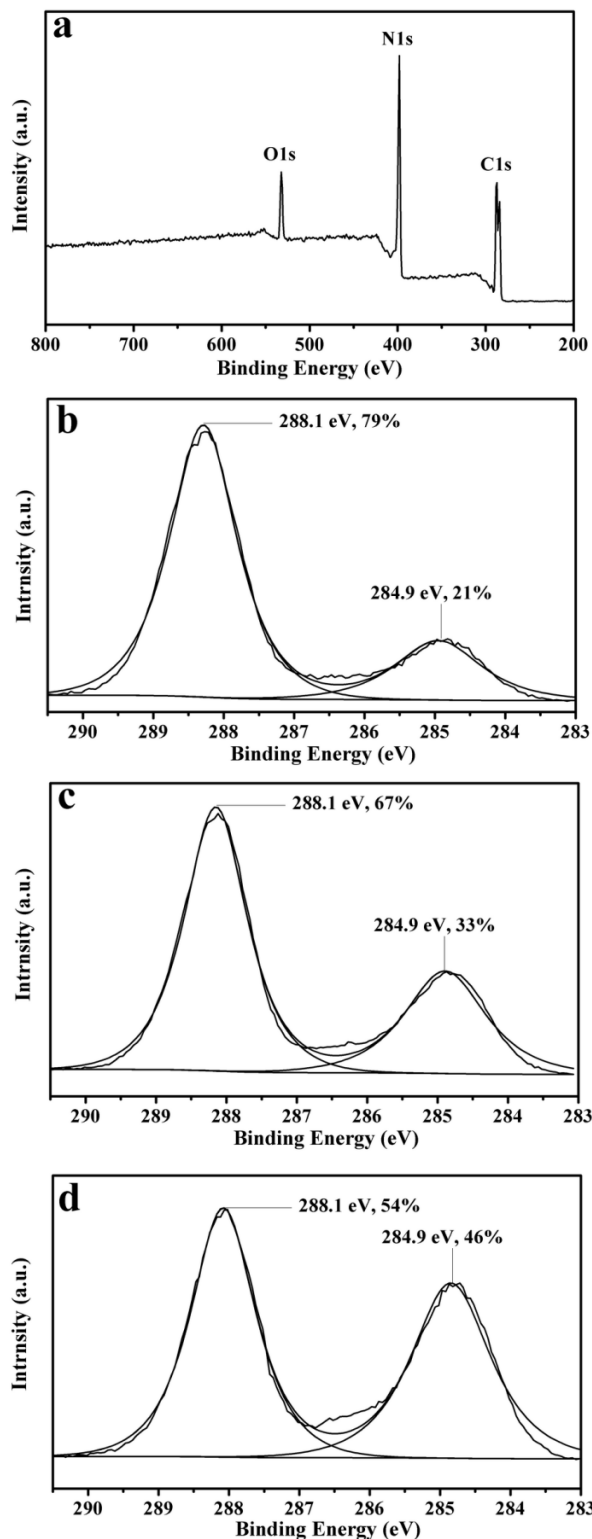 a
N1s
O1s
C1s
Intensity (a.u.)
800 700 600 500 400 300 200
Binding Energy (eV)
b
288.1 eV, 79%
284.9 eV, 21%
Intrnsity (a.u.)
290 289 288 287 286 285 284 283
Binding Energy (eV)
c
288.1 eV, 67%
284.9 eV, 33%
Intrnsity (a.u.)
290 289 288 287 286 285 284 283
Binding Energy (eV)
d
288.1 eV, 54%
284.9 eV, 46%
Intrnsity (a.u.)
290 289 288 287 286 285 284 283
Binding Energy (eV)